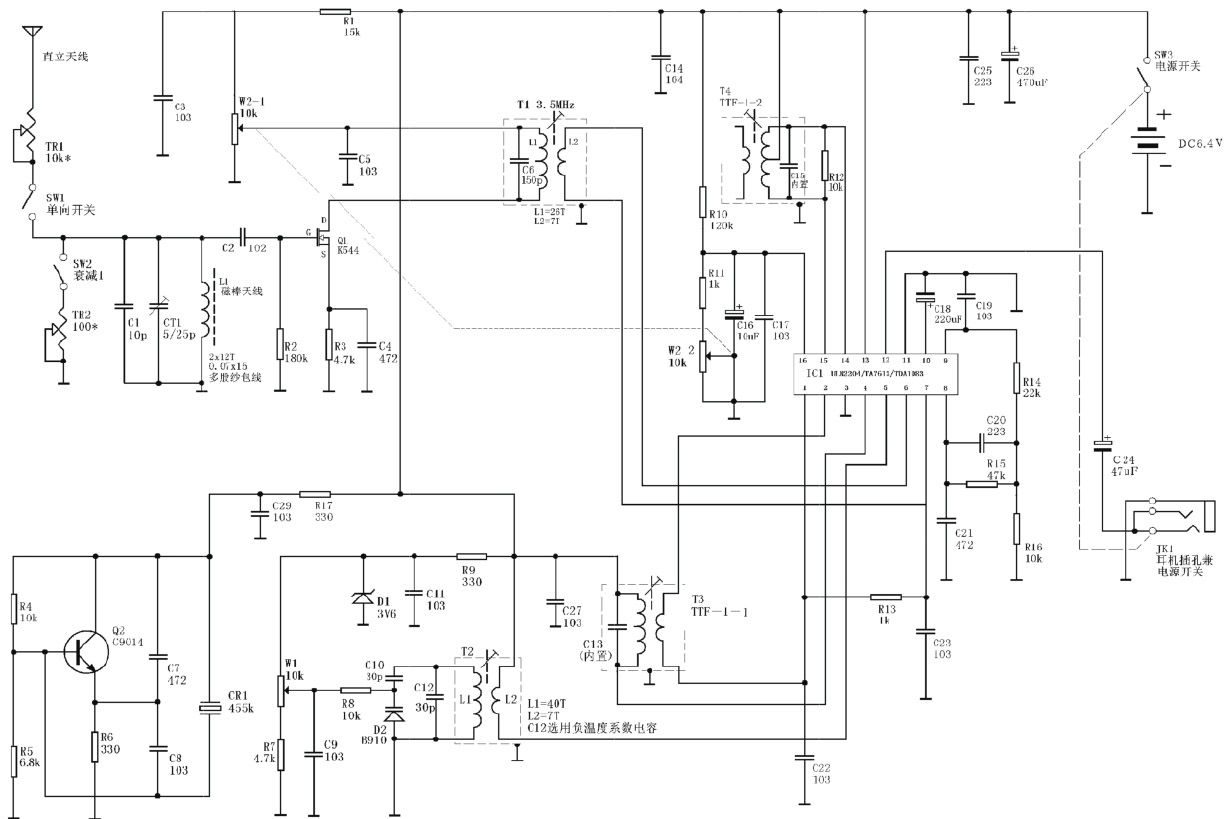 R1
15k
直立天线
C3
103
W2-1
10k
C14
104
C25
223
C26
470uF
SW3
电源开关
DC6.4V
T1 3.5MHz
L1
L2
C6
150p
L1=26T
L2=7T
C5
103
T4
TTF-1-2
C15
内置
R12
10k
TR1
10k*
SW1
单向开关
SW2
衰减1
TR2
100*
C1
10p
CT1
5/25p
L1
磁棒天线
2x12T
0.07x15
多股纱包线
C2
102
G
D
S
Q1
K544
R2
180k
R3
4.7k
C4
472
R10
120k
R11
1k
W2 2
10k
C16
10uF
C17
103
C18
220uF
C19
103
16
15
14
13
12
11
10
9
IC1
ULN2204/TA7611/TDA1083
1
2
3
4
5
6
7
8
R14
22k
C20
223
R15
47k
C21
472
R16
10k
C24
47uF
JK1
耳机插孔兼
电源开关
C29
103
R17
330
R4
10k
Q2
C9014
C7
472
CR1
455k
R5
6.8k
R6
330
C8
103
D1
3V6
C11
103
R9
330
C27
103
T3
TTF-1-1
C13
(内置)
R13
1k
C23
103
W1
10k
R7
4.7k
C9
103
R8
10k
C10
30p
D2
B910
C12
30p
T2
L1
L2
L1=40T
L2=7T
C12选用负温度系数电容
C22
103